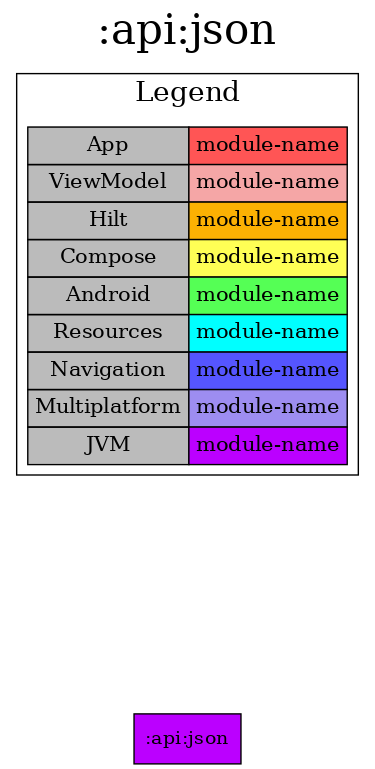 :api:json
Legend
App module-name
ViewModel module-name
Hilt module-name
Compose module-name
Android module-name
Resources module-name
Navigation module-name
Multiplatform module-name
JVM module-name
:api:json